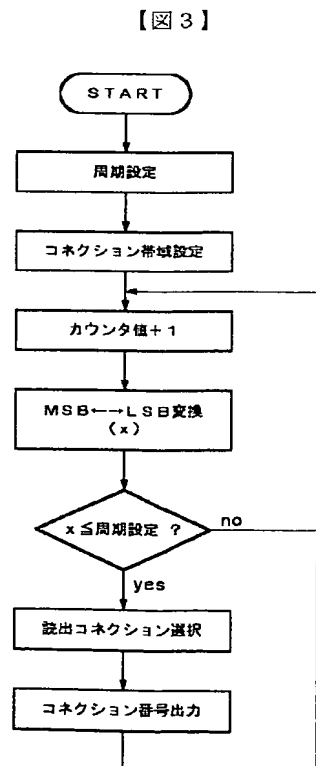 【図3】
START
周期設定
コネクション帯域設定
カウンタ値+1
MSB←→LSB変換
(x)
x≦周期設定 ?
no
yes
読出コネクション選択
コネクション番号出力